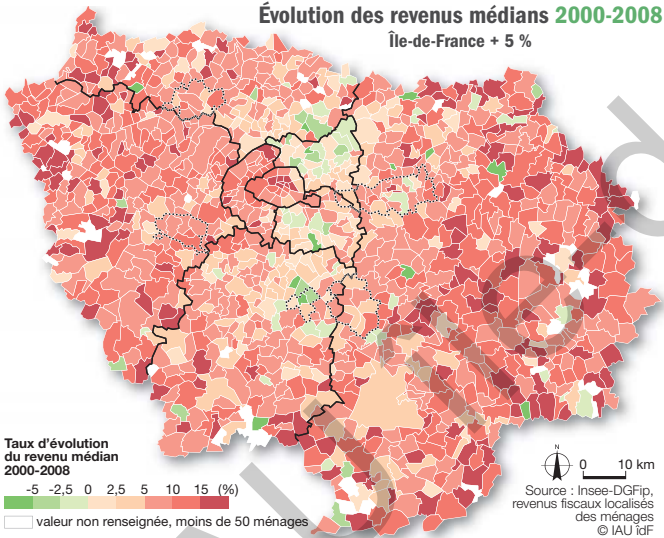 Évolution des revenus médians 2000-2008
Île-de-France + 5 %
Taux d'évolution
du revenu médian
2000-2008
-5 -2,5 0 2,5 5 10 15 (%)
valeur non renseignée, moins de 50 ménages
N
0 10 km
Source : Insee-DGFip,
revenus fiscaux localisés
des ménages
© IAU îdF